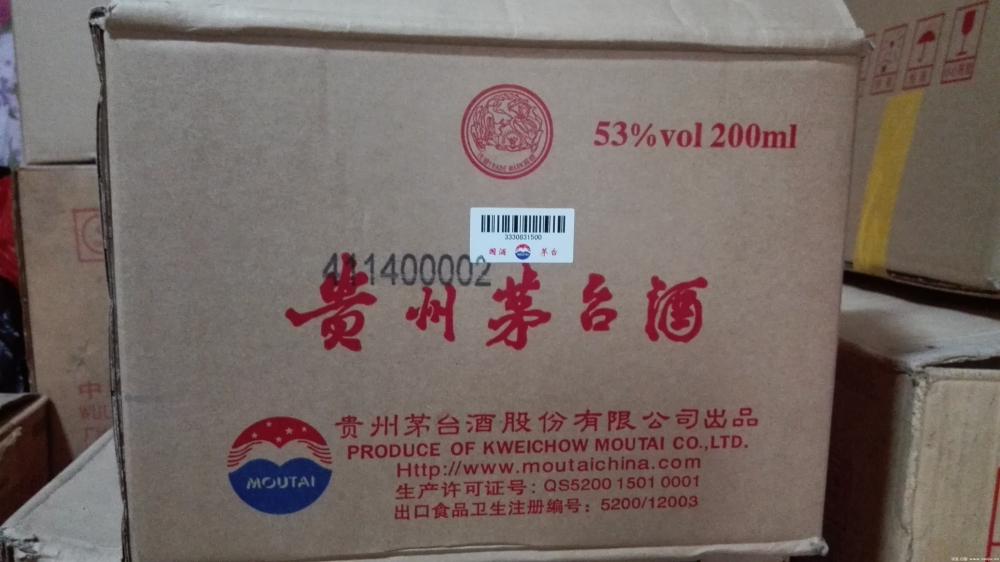 53%vol 200ml
3330831500
国酒 茅台
411400002
贵州茅台酒
贵州茅台酒股份有限公司出品
PRODUCE OF KWEICHOW MOUTAI CO.,LTD.
Http://www.moutaichina.com
生产许可证号: QS5200 1501 0001
出口食品卫生注册编号: 5200/12003
MOUTAI
中
WUL